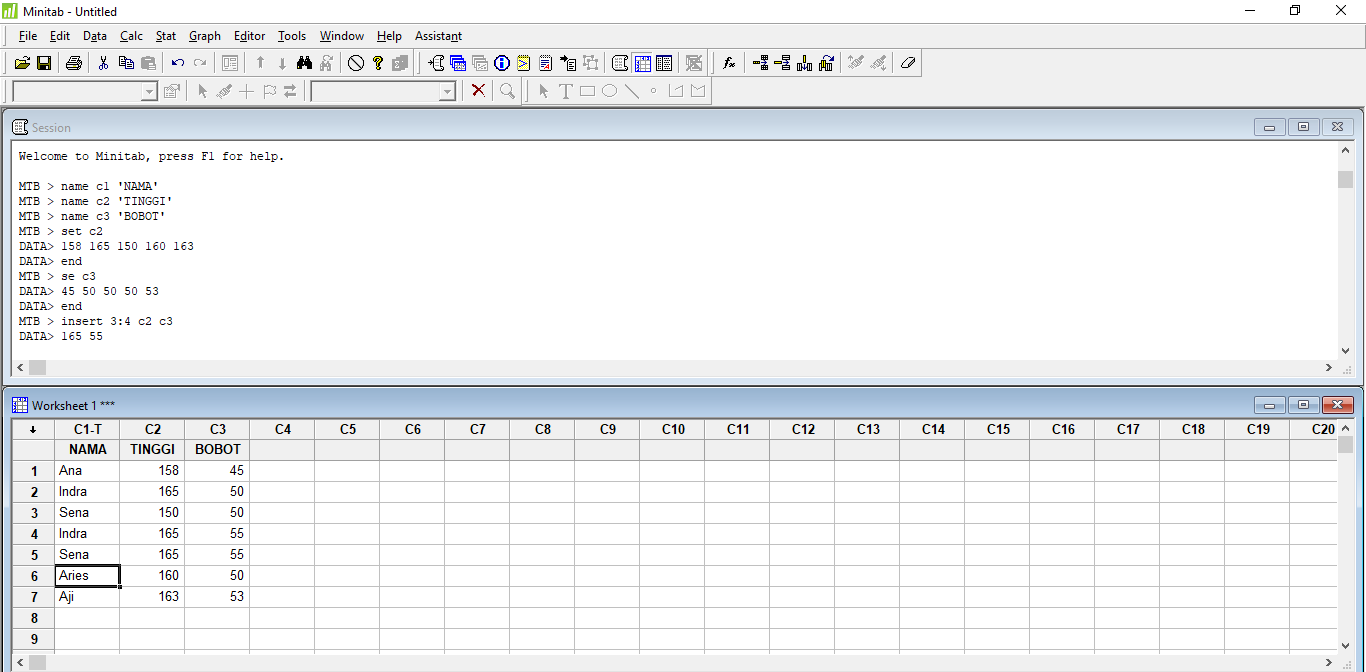 Minitab - Untitled
File Edit Data Calc Stat Graph Editor Tools Window Help Assistant
Session
Welcome to Minitab, press F1 for help.
MTB > name c1 'NAMA'
MTB > name c2 'TINGGI'
MTB > name c3 'BOBOT'
MTB > set c2
DATA> 158 165 150 160 163
DATA> end
MTB > se c3
DATA> 45 50 50 50 53
DATA> end
MTB > insert 3:4 c2 c3
DATA> 165 55
Worksheet 1 ***
C1-T C2 C3 C4 C5 C6 C7 C8 C9 C10 C11 C12 C13 C14 C15 C16 C17 C18 C19 C20
NAMA TINGGI BOBOT
1 Ana 158 45
2 Indra 165 50
3 Sena 150 50
4 Indra 165 55
5 Sena 165 55
6 Aries 160 50
7 Aji 163 53
8
9